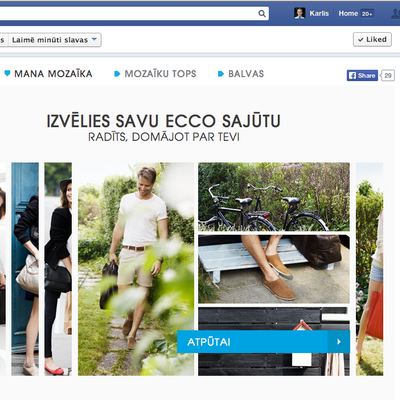 Karlis Home 20+
s Laimē minūti slavas Liked
MANA MOZAĪKA MOZAĪKU TOPS BALVAS
Share 29
IZVĒLIES SAVU ECCO SAJŪTU
RADĪTS, DOMĀJOT PAR TEVI
ATPŪTAI